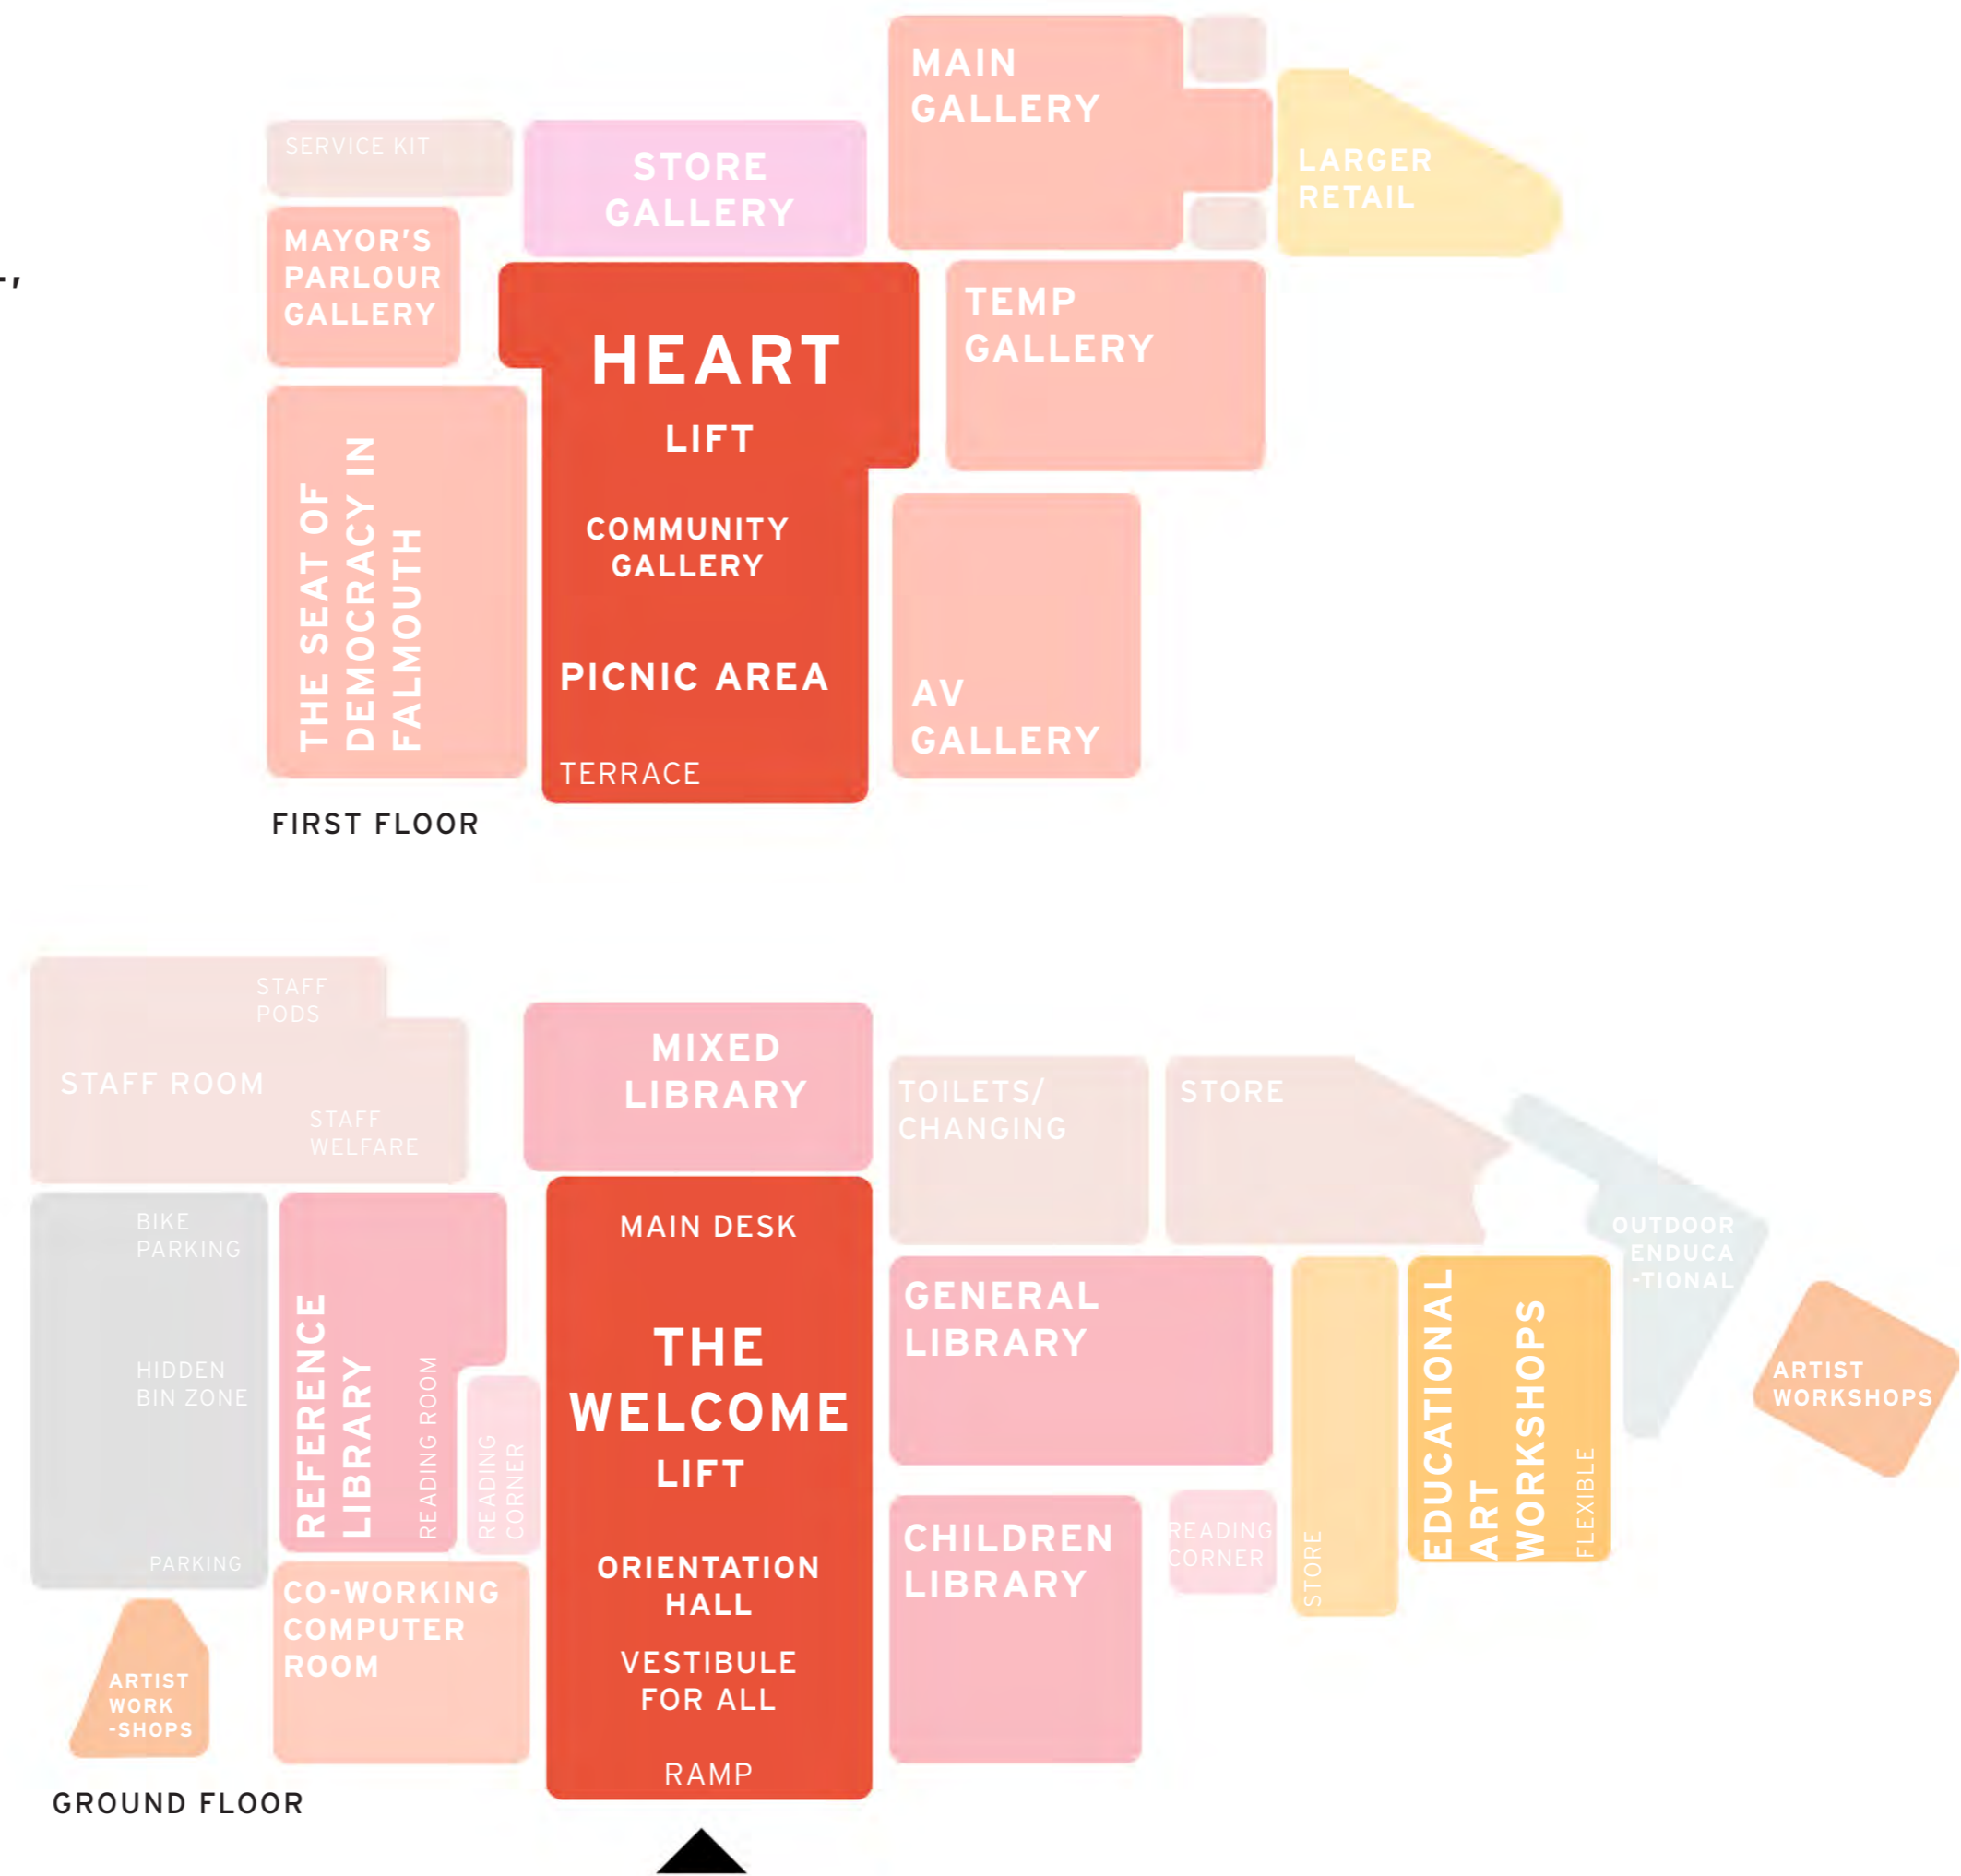 MAIN
GALLERY
SERVICE KIT
STORE
GALLERY
LARGER
RETAIL
MAYOR'S
PARLOUR
GALLERY
TEMP
GALLERY
HEART
LIFT
COMMUNITY
GALLERY
PICNIC AREA
TERRACE
THE SEAT OF
DEMOCRACY IN
FALMOUTH
AV
GALLERY
FIRST FLOOR
STAFF
PODS
STAFF ROOM
STAFF
WELFARE
MIXED
LIBRARY
TOILETS/
CHANGING
STORE
BIKE
PARKING
HIDDEN
BIN ZONE
PARKING
REFERENCE
LIBRARY
READING ROOM
READING
CORNER
MAIN DESK
THE
WELCOME
LIFT
ORIENTATION
HALL
VESTIBULE
FOR ALL
RAMP
GENERAL
LIBRARY
CHILDREN
LIBRARY
READING
CORNER
STORE
EDUCATIONAL
ART
WORKSHOPS
FLEXIBLE
OUTDOOR
ENDUCA
-TIONAL
ARTIST
WORKSHOPS
CO-WORKING
COMPUTER
ROOM
ARTIST
WORK
-SHOPS
GROUND FLOOR